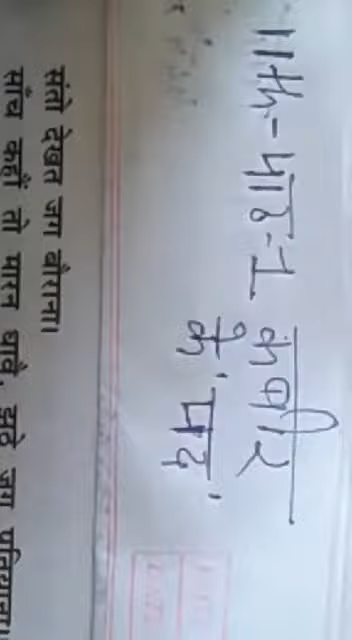 11th - पाठ - 1 कबीर
के पद
संतो देखत जग बौराना।
साँच कहौं तो मारन धावै, झूठे जग पतियाना।।